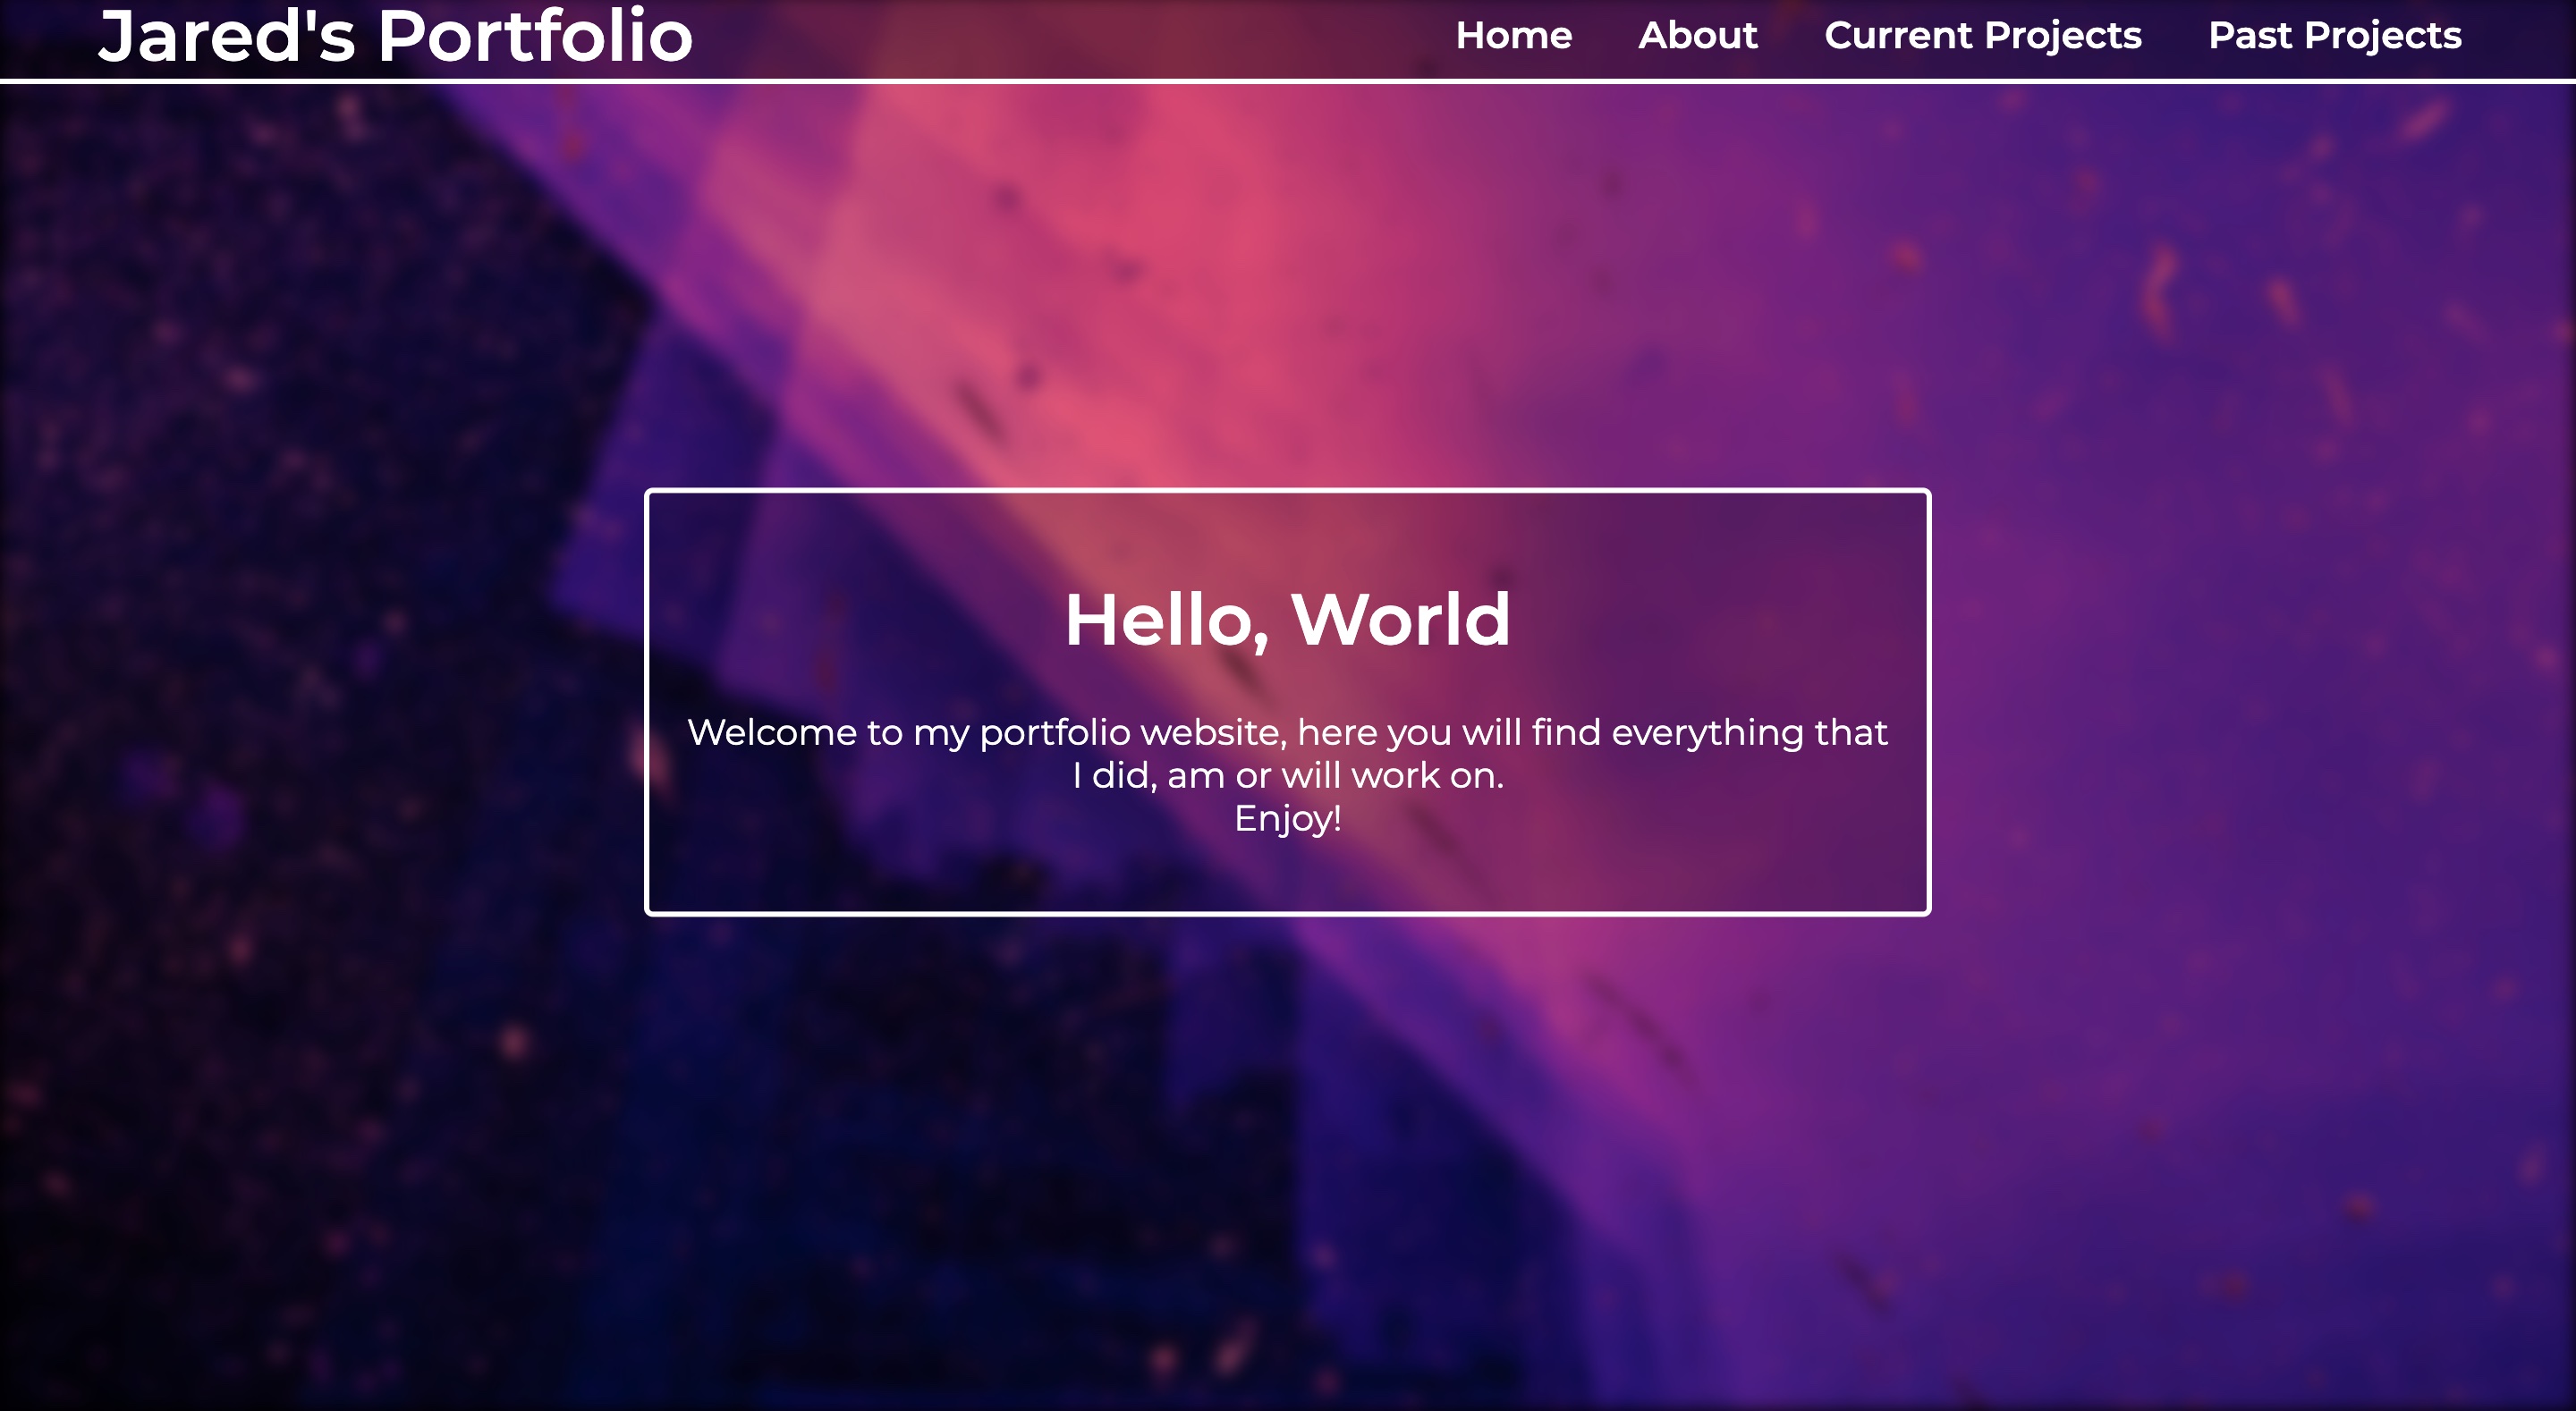 Jared's Portfolio
Home About Current Projects Past Projects
Hello, World
Welcome to my portfolio website, here you will find everything that
I did, am or will work on.
Enjoy!